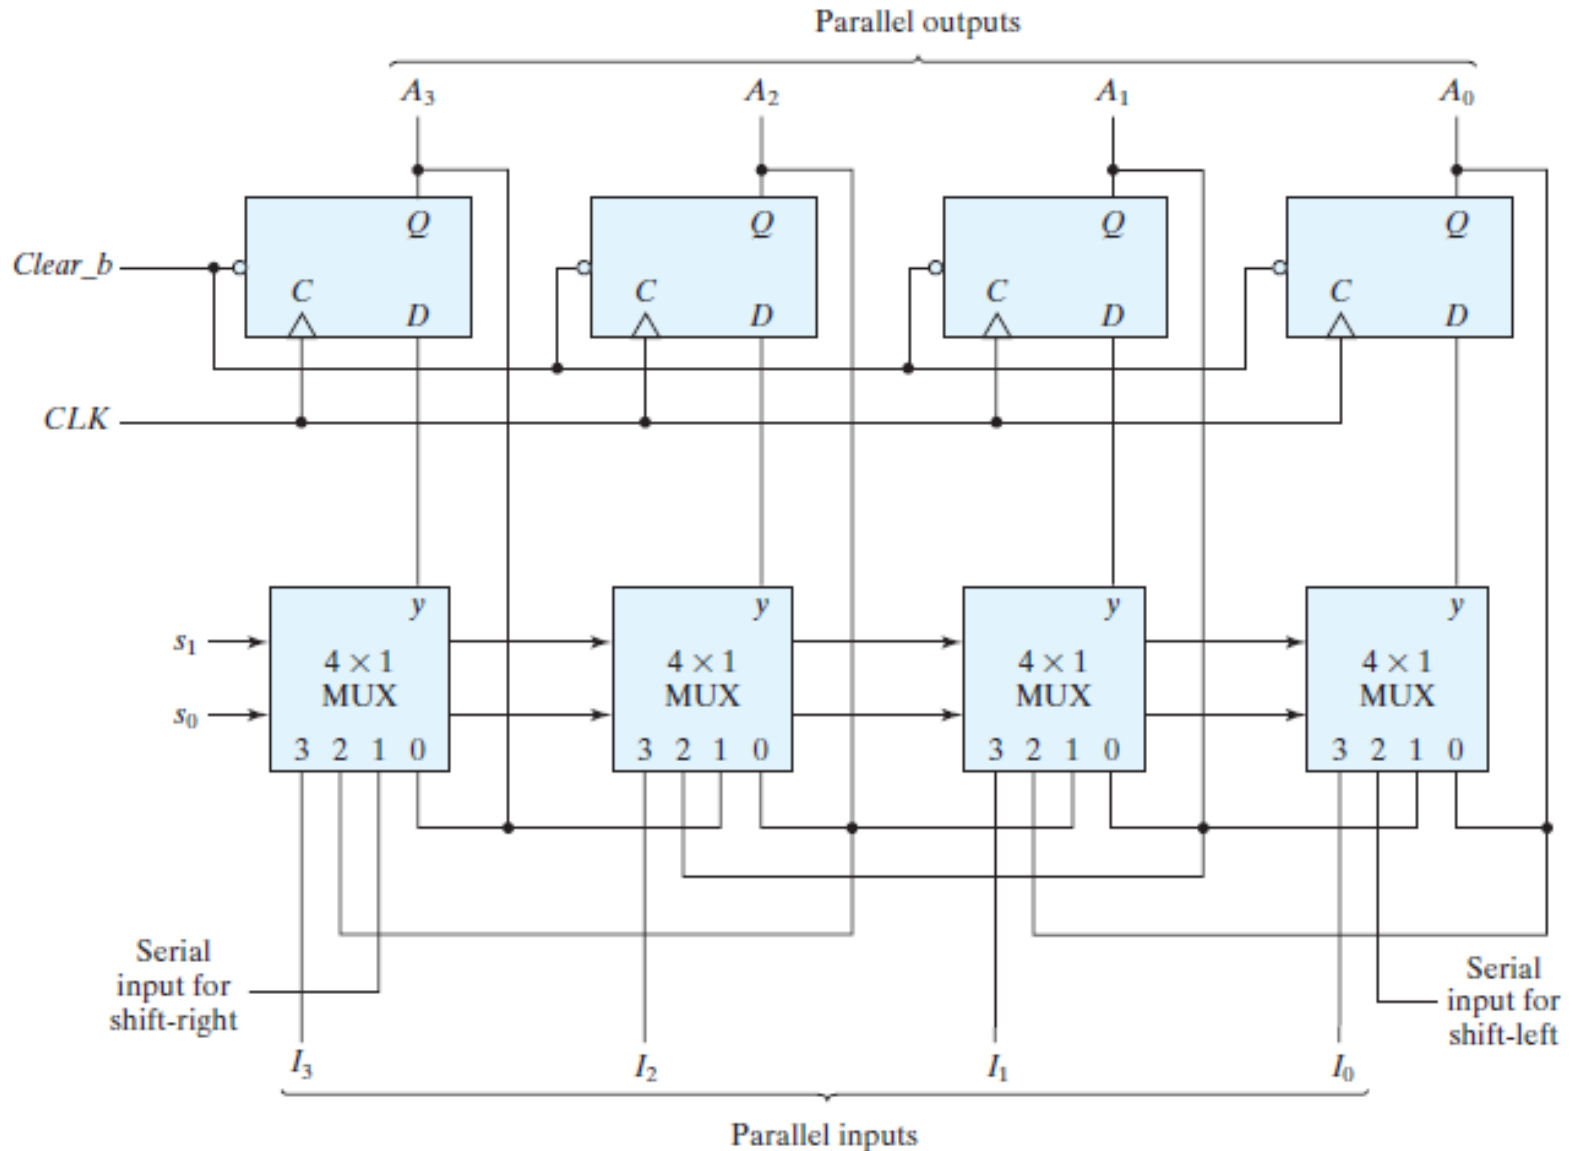 Parallel outputs
A3 A2 A1 A0
Q Q Q Q
Clear_b
C C C C
D D D D
CLK
y y y y
s1
4 × 1 4 × 1 4 × 1 4 × 1
MUX MUX MUX MUX
s0
3 2 1 0 3 2 1 0 3 2 1 0 3 2 1 0
Serial
input for
shift-right
Serial
input for
shift-left
I3 I2 I1 I0
Parallel inputs